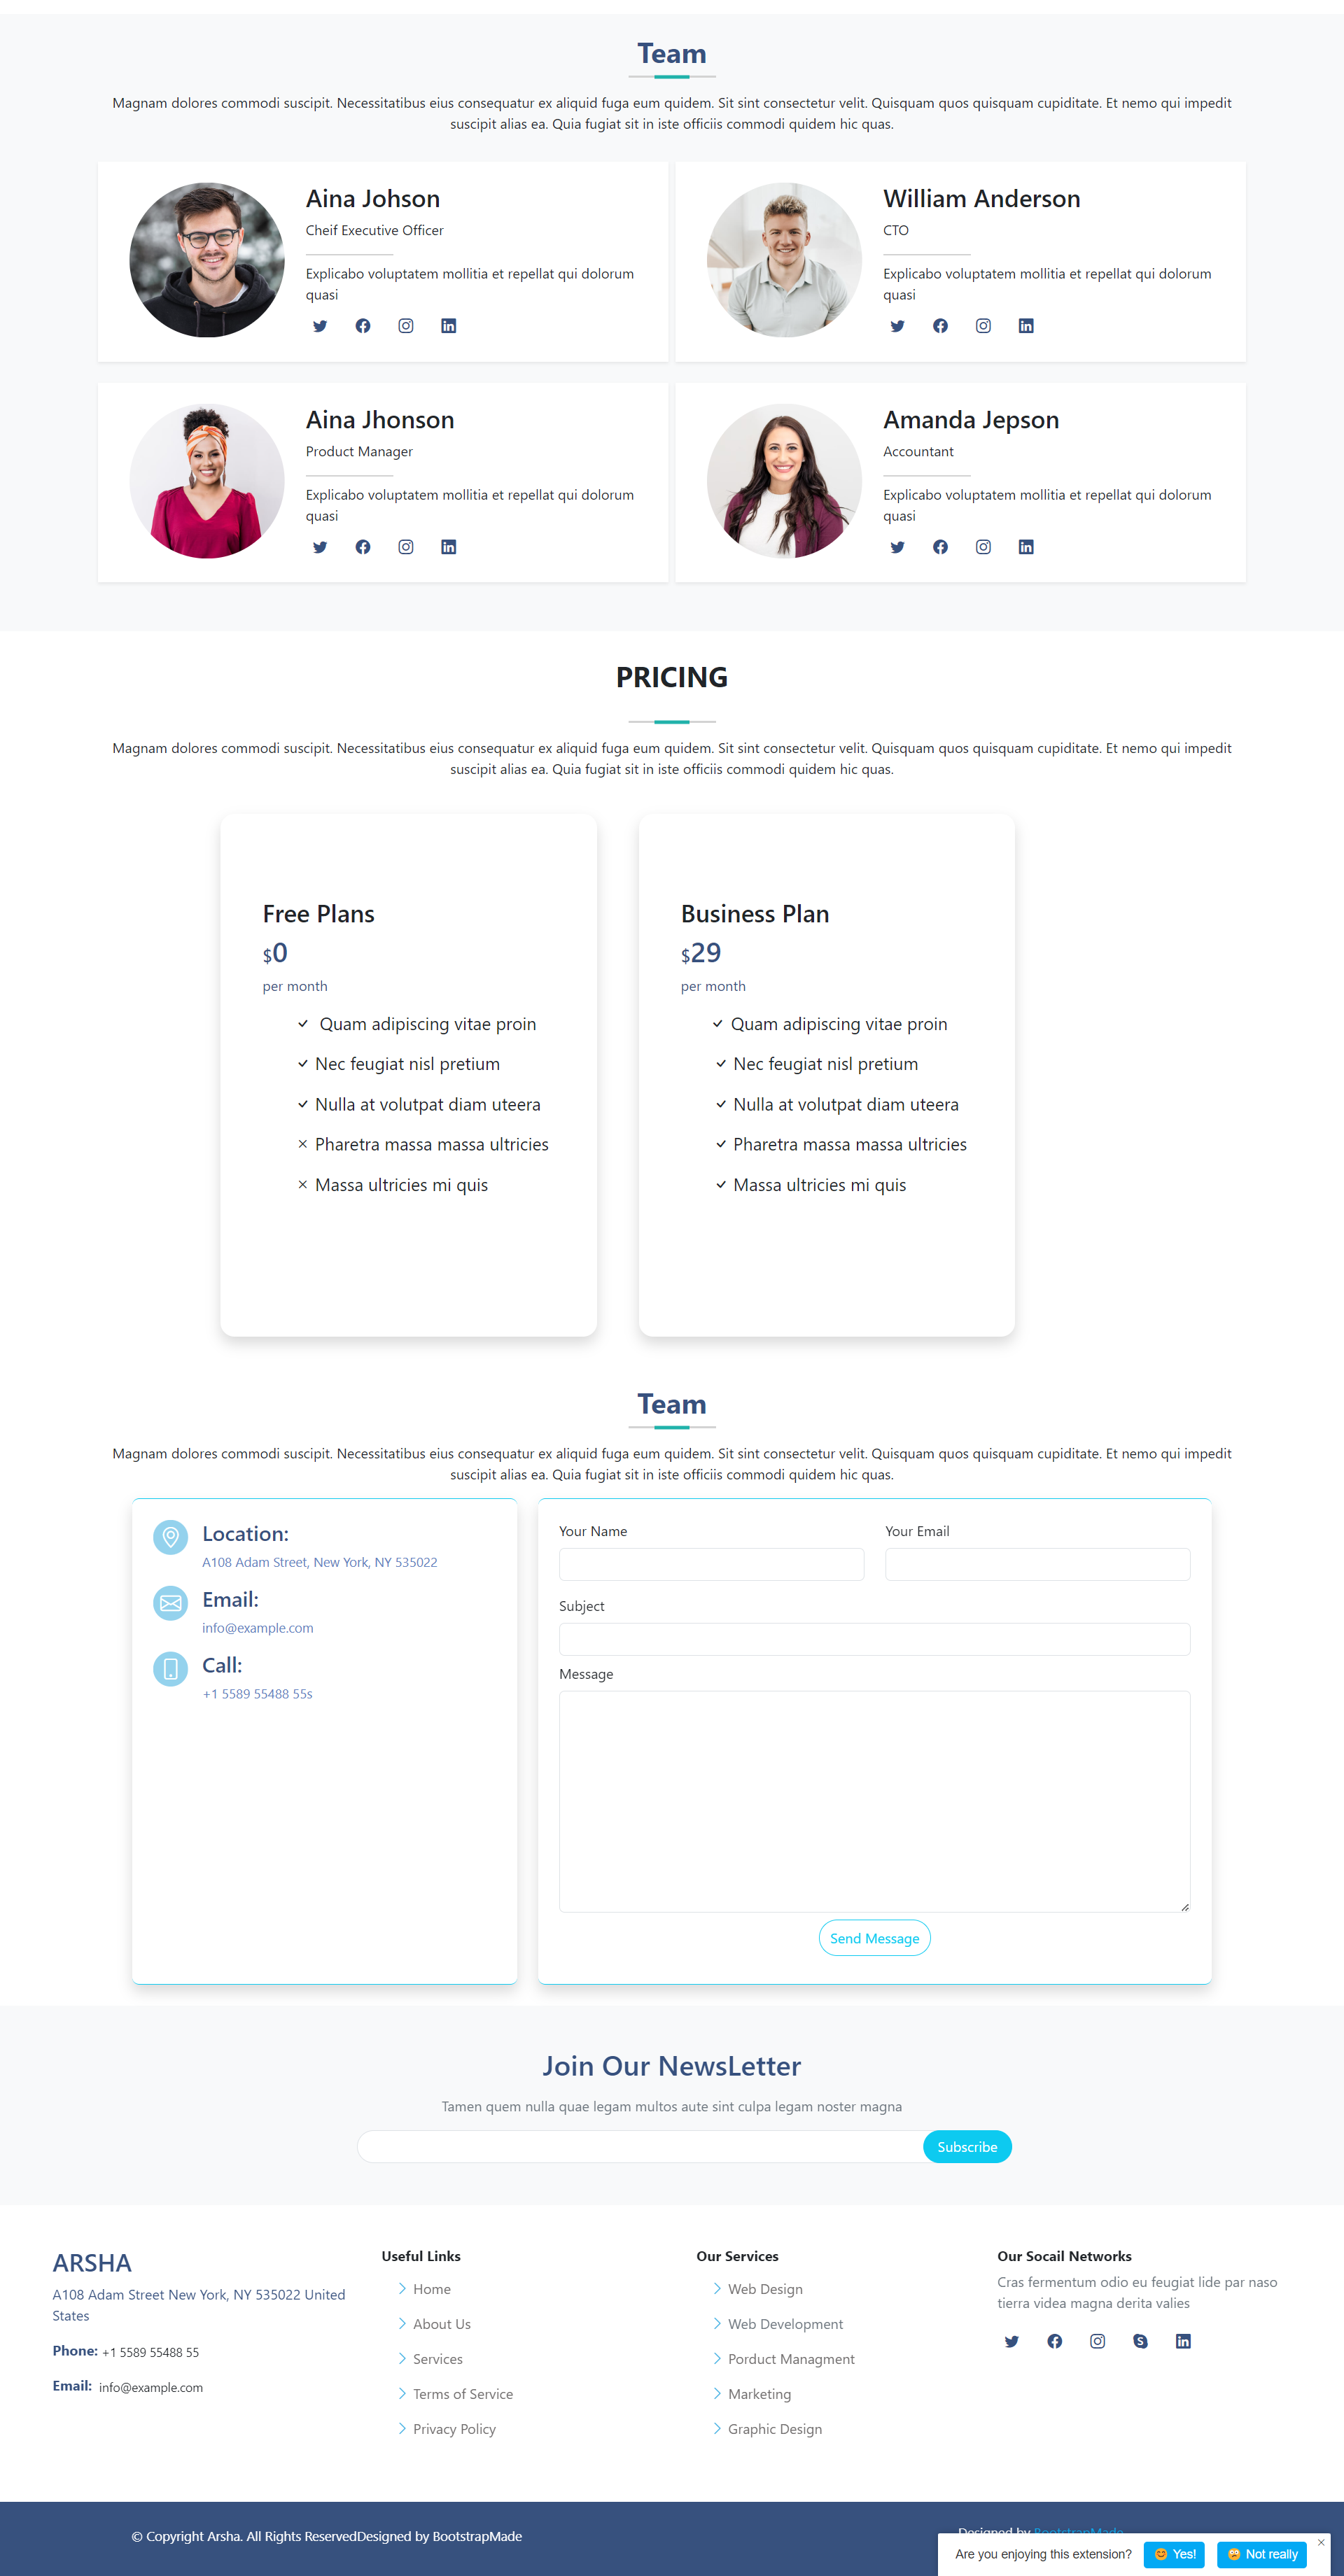 Team
Magnam dolores commodi suscipit. Necessitatibus eius consequatur ex aliquid fuga eum quidem. Sit sint consectetur velit. Quisquam quos quisquam cupiditate. Et nemo qui impedit
suscipit alias ea. Quia fugiat sit in iste officiis commodi quidem hic quas.
Aina Johson
Cheif Executive Officer
Explicabo voluptatem mollitia et repellat qui dolorum
quasi
William Anderson
CTO
Explicabo voluptatem mollitia et repellat qui dolorum
quasi
Aina Jhonson
Product Manager
Explicabo voluptatem mollitia et repellat qui dolorum
quasi
Amanda Jepson
Accountant
Explicabo voluptatem mollitia et repellat qui dolorum
quasi
PRICING
Magnam dolores commodi suscipit. Necessitatibus eius consequatur ex aliquid fuga eum quidem. Sit sint consectetur velit. Quisquam quos quisquam cupiditate. Et nemo qui impedit
suscipit alias ea. Quia fugiat sit in iste officiis commodi quidem hic quas.
Free Plans
$0
per month
Quam adipiscing vitae proin
Nec feugiat nisl pretium
Nulla at volutpat diam uteera
Pharetra massa massa ultricies
Massa ultricies mi quis
Business Plan
$29
per month
Quam adipiscing vitae proin
Nec feugiat nisl pretium
Nulla at volutpat diam uteera
Pharetra massa massa ultricies
Massa ultricies mi quis
Team
Magnam dolores commodi suscipit. Necessitatibus eius consequatur ex aliquid fuga eum quidem. Sit sint consectetur velit. Quisquam quos quisquam cupiditate. Et nemo qui impedit
suscipit alias ea. Quia fugiat sit in iste officiis commodi quidem hic quas.
Location:
A108 Adam Street, New York, NY 535022
Email:
info@example.com
Call:
+1 5589 55488 55s
Your Name
Your Email
Subject
Message
Send Message
Join Our NewsLetter
Tamen quem nulla quae legam multos aute sint culpa legam noster magna
Subscribe
ARSHA
A108 Adam Street New York, NY 535022 United
States
Phone: +1 5589 55488 55
Email: info@example.com
Useful Links
Home
About Us
Services
Terms of Service
Privacy Policy
Our Services
Web Design
Web Development
Porduct Managment
Marketing
Graphic Design
Our Socail Networks
Cras fermentum odio eu feugiat lide par naso
tierra videa magna derita valies
© Copyright Arsha. All Rights ReservedDesigned by BootstrapMade
Designed by BootstrapMade
Are you enjoying this extension? Yes! Not really